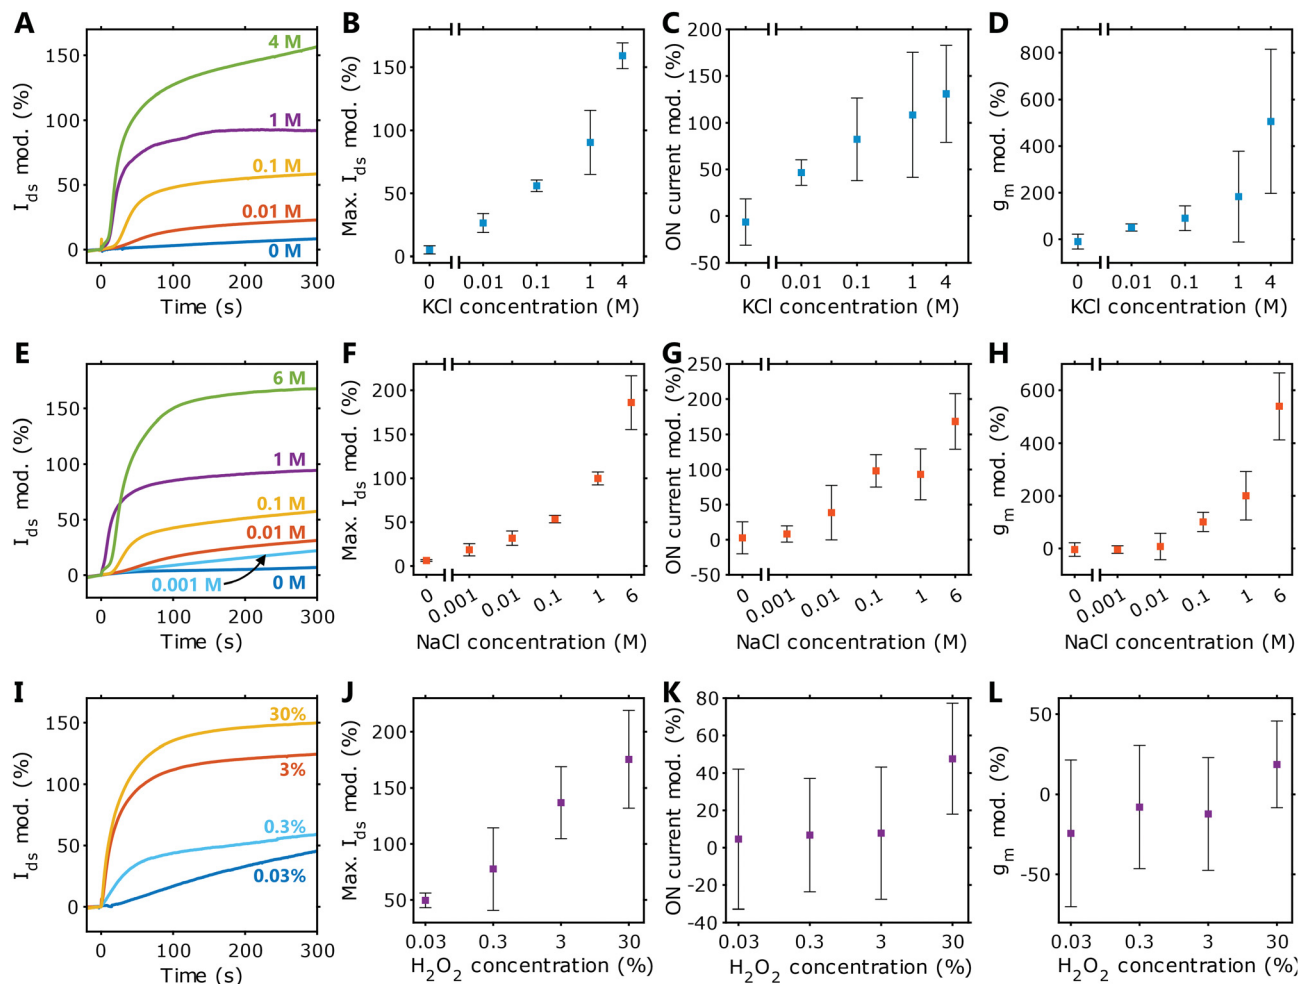 A
I_ds mod. (%)
150
100
50
0
4 M
1 M
0.1 M
0.01 M
0 M
0 100 200 300
Time (s)
B
Max. I_ds mod. (%)
150
100
50
0
0 0.01 0.1 1 4
KCl concentration (M)
C
ON current mod. (%)
200
150
100
50
0
-50
0 0.01 0.1 1 4
KCl concentration (M)
D
g_m mod. (%)
800
600
400
200
0
0 0.01 0.1 1 4
KCl concentration (M)
E
I_ds mod. (%)
150
100
50
0
6 M
1 M
0.1 M
0.01 M
0.001 M
0 M
0 100 200 300
Time (s)
F
Max. I_ds mod. (%)
200
150
100
50
0
0 0.001 0.01 0.1 1 6
NaCl concentration (M)
G
ON current mod. (%)
250
200
150
100
50
0
-50
0 0.001 0.01 0.1 1 6
NaCl concentration (M)
H
g_m mod. (%)
600
400
200
0
0 0.001 0.01 0.1 1 6
NaCl concentration (M)
I
I_ds mod. (%)
150
100
50
0
30%
3%
0.3%
0.03%
0 100 200 300
Time (s)
J
Max. I_ds mod. (%)
200
150
100
50
0.03 0.3 3 30
H₂O₂ concentration (%)
K
ON current mod. (%)
80
60
40
20
0
-20
-40
0.03 0.3 3 30
H₂O₂ concentration (%)
L
g_m mod. (%)
50
0
-50
0.03 0.3 3 30
H₂O₂ concentration (%)